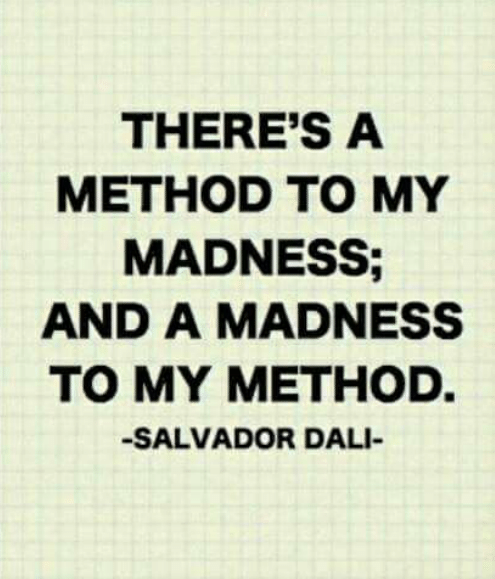 THERE'S A
METHOD TO MY
MADNESS;
AND A MADNESS
TO MY METHOD.
-SALVADOR DALI-